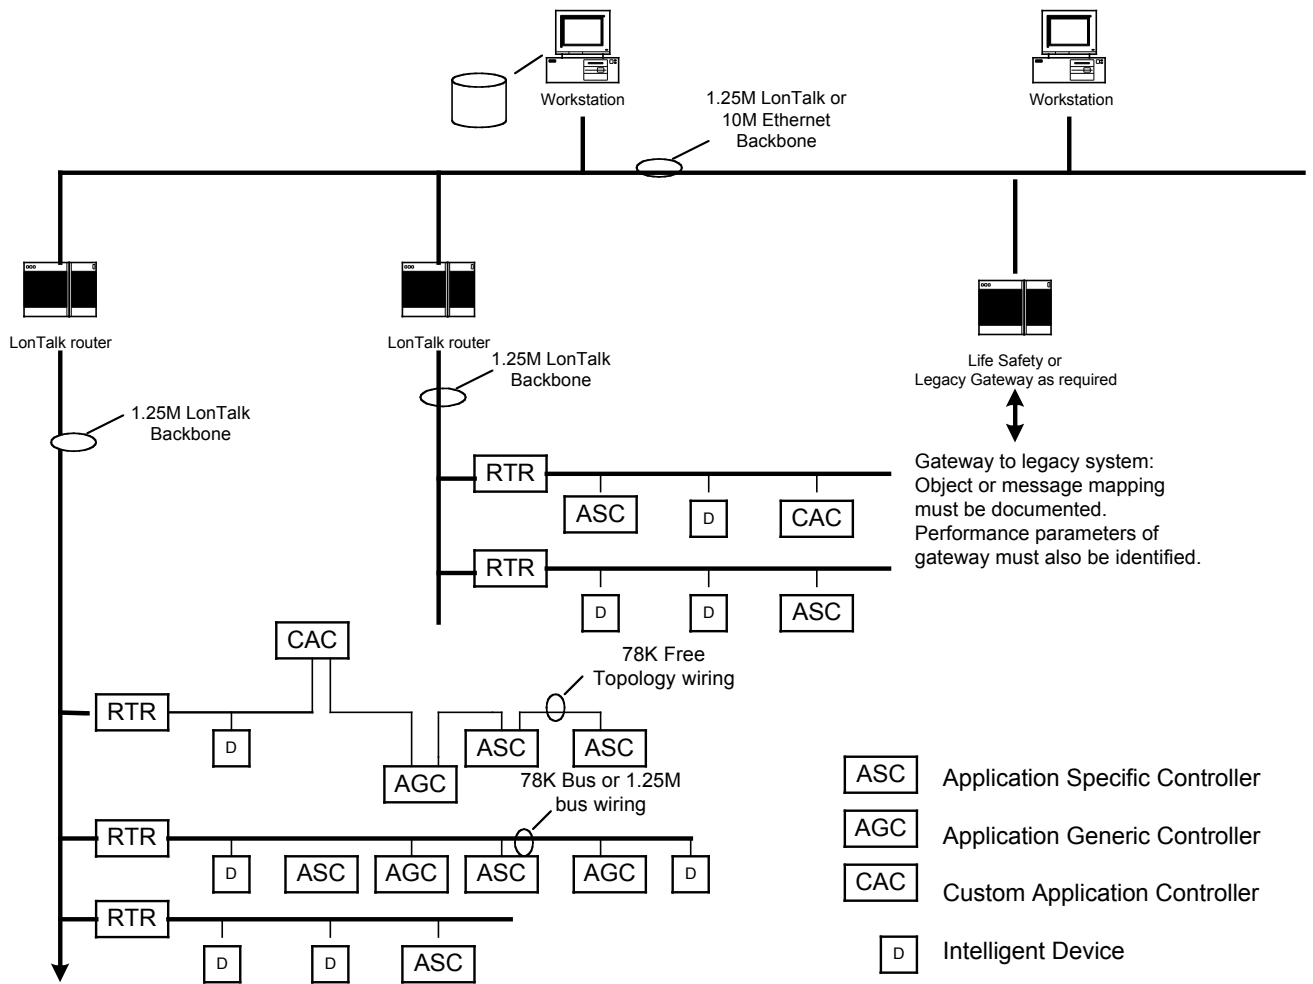 Workstation
Workstation
1.25M LonTalk or
10M Ethernet
Backbone
LonTalk router
LonTalk router
Life Safety or
Legacy Gateway as required
1.25M LonTalk
Backbone
1.25M LonTalk
Backbone
Gateway to legacy system:
Object or message mapping
must be documented.
Performance parameters of
gateway must also be identified.
RTR
ASC
D
CAC
RTR
D
D
ASC
CAC
78K Free
Topology wiring
RTR
D
AGC
ASC
ASC
78K Bus or 1.25M
bus wiring
RTR
D
ASC
AGC
ASC
AGC
D
RTR
D
D
ASC
ASC Application Specific Controller
AGC Application Generic Controller
CAC Custom Application Controller
D Intelligent Device